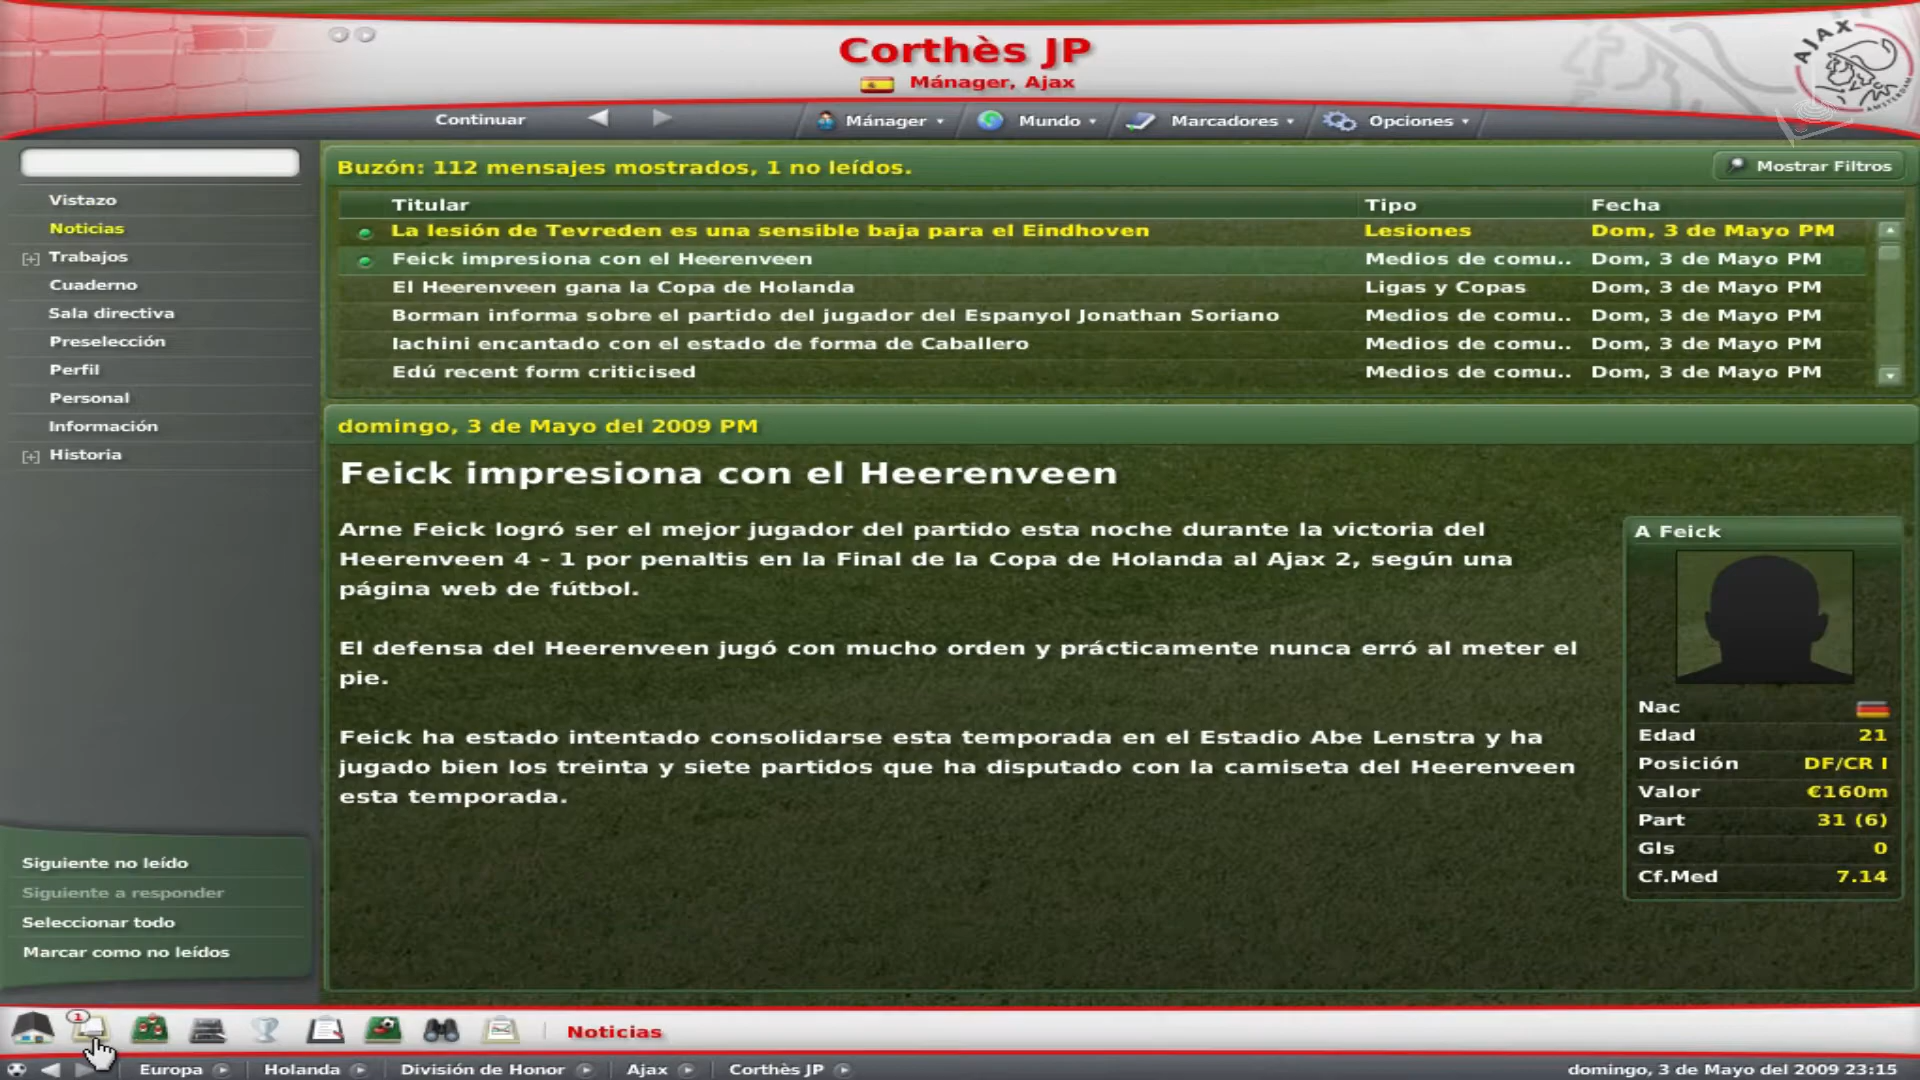 Corthès JP
Mánager, Ajax
AJAX
AMSTERDAM
Continuar
Mánager
Mundo
Marcadores
Opciones
Vistazo
Noticias
[+] Trabajos
Cuaderno
Sala directiva
Preselección
Perfil
Personal
Información
[+] Historia
Buzón: 112 mensajes mostrados, 1 no leídos.
Mostrar Filtros
Titular Tipo Fecha
La lesión de Tevreden es una sensible baja para el Eindhoven Lesiones Dom, 3 de Mayo PM
Feick impresiona con el Heerenveen Medios de comu.. Dom, 3 de Mayo PM
El Heerenveen gana la Copa de Holanda Ligas y Copas Dom, 3 de Mayo PM
Borman informa sobre el partido del jugador del Espanyol Jonathan Soriano Medios de comu.. Dom, 3 de Mayo PM
Iachini encantado con el estado de forma de Caballero Medios de comu.. Dom, 3 de Mayo PM
Edú recent form criticised Medios de comu.. Dom, 3 de Mayo PM
domingo, 3 de Mayo del 2009 PM
Feick impresiona con el Heerenveen
Arne Feick logró ser el mejor jugador del partido esta noche durante la victoria del
Heerenveen 4 - 1 por penaltis en la Final de la Copa de Holanda al Ajax 2, según una
página web de fútbol.
El defensa del Heerenveen jugó con mucho orden y prácticamente nunca erró al meter el
pie.
Feick ha estado intentado consolidarse esta temporada en el Estadio Abe Lenstra y ha
jugado bien los treinta y siete partidos que ha disputado con la camiseta del Heerenveen
esta temporada.
A Feick
Nac
Edad 21
Posición DF/CR I
Valor €160m
Part 31 (6)
Gls 0
Cf.Med 7.14
Siguiente no leído
Siguiente a responder
Seleccionar todo
Marcar como no leídos
1
Noticias
Europa Holanda División de Honor Ajax Corthès JP
domingo, 3 de Mayo del 2009 23:15